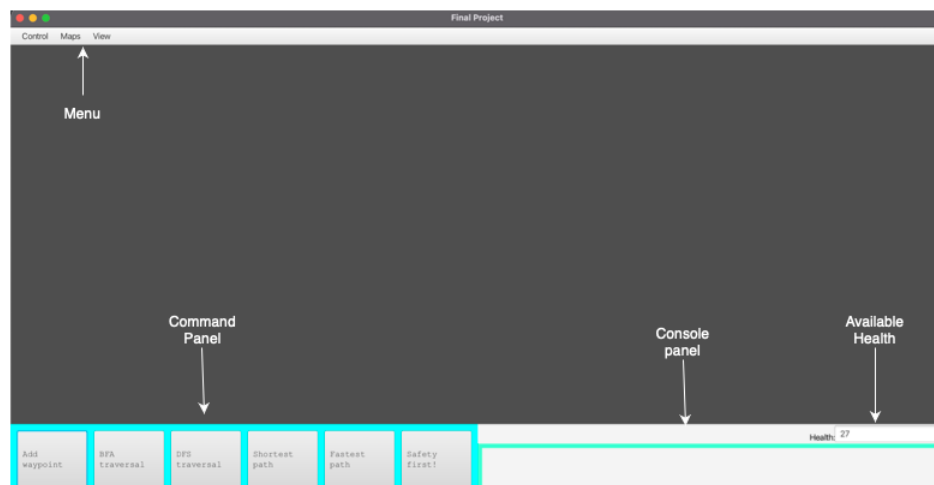 Final Project
Control Maps View
Menu
Command
Panel
Console
panel
Available
Health
Health: 27
Add
waypoint
BFA
traversal
DFS
traversal
Shortest
path
Fastest
path
Safety
first!